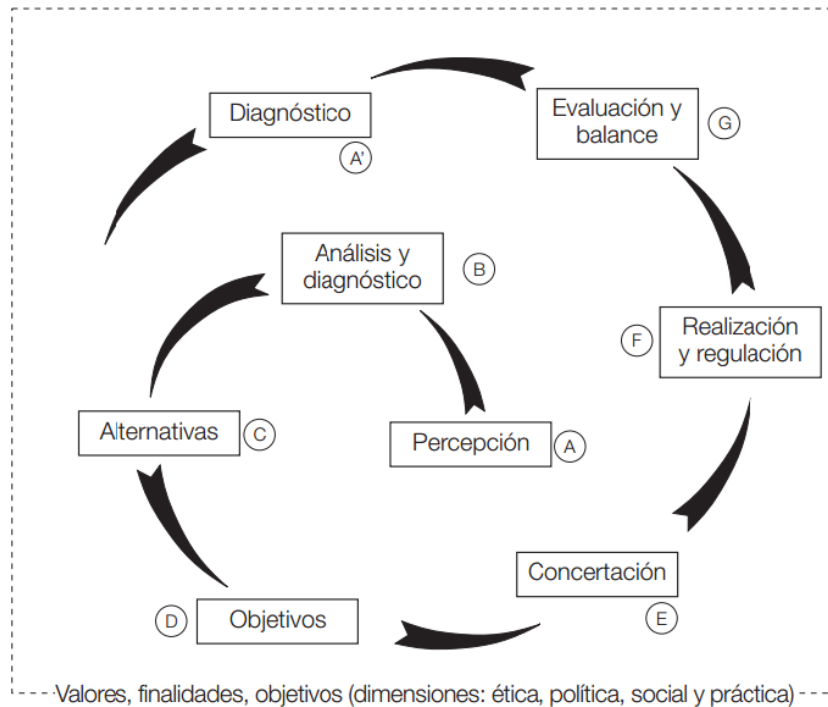 Diagnóstico
A'
Evaluación y
balance
G
Análisis y
diagnóstico
B
Realización
y regulación
F
Alternativas
C
Percepción
A
Concertación
E
Objetivos
D
Valores, finalidades, objetivos (dimensiones: ética, política, social y práctica)